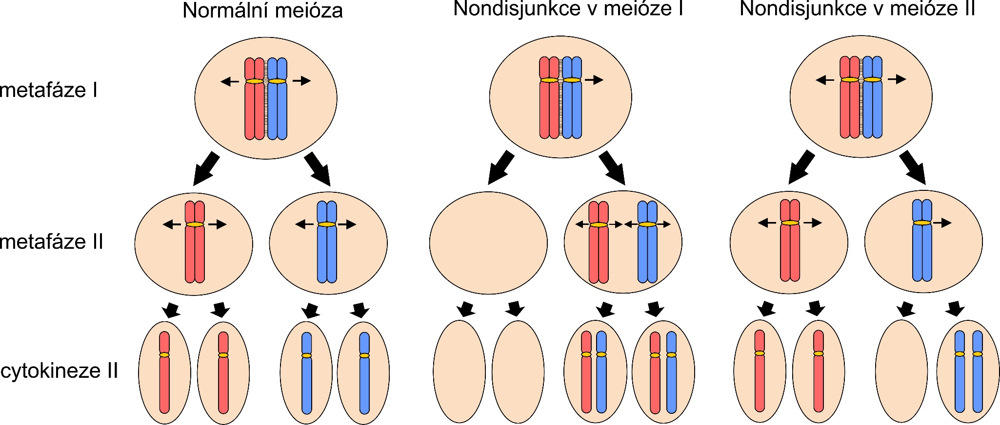 Normální meióza
Nondisjunkce v meióze I
Nondisjunkce v meióze II
metafáze I
metafáze II
cytokineze II